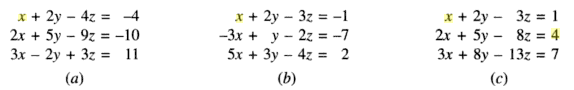 x + 2y − 4z = −4
2x + 5y − 9z = −10
3x − 2y + 3z = 11
(a)
x + 2y − 3z = −1
−3x + y − 2z = −7
5x + 3y − 4z = 2
(b)
x + 2y − 3z = 1
2x + 5y − 8z = 4
3x + 8y − 13z = 7
(c)